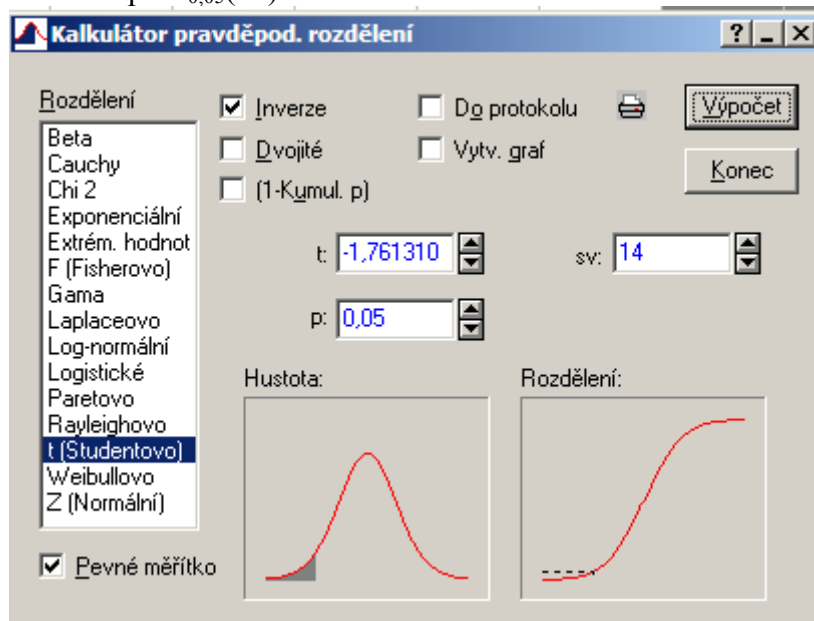 Kalkulátor pravděpod. rozdělení
Rozdělení
Beta
Cauchy
Chi 2
Exponenciální
Extrém. hodnot
F (Fisherovo)
Gama
Laplaceovo
Log-normální
Logistické
Paretovo
Rayleighovo
t (Studentovo)
Weibullovo
Z (Normální)
Pevné měřítko
Inverze
Dvojité
(1-Kumul. p)
Do protokolu
Vytv. graf
Výpočet
Konec
t: -1,761310
sv: 14
p: 0,05
Hustota:
Rozdělení: